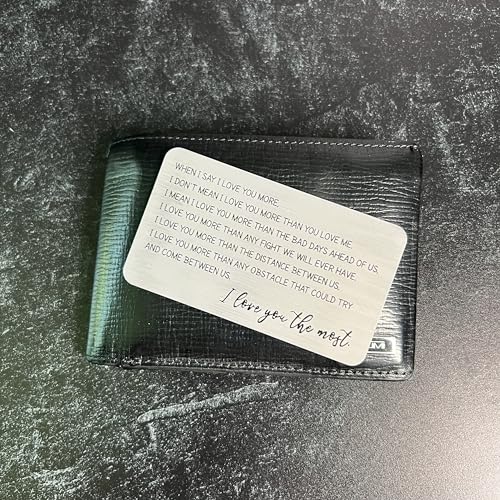 WHEN I SAY I LOVE YOU MORE.
I DON'T MEAN I LOVE YOU MORE THAN YOU LOVE ME.
I MEAN I LOVE YOU MORE THAN THE BAD DAYS AHEAD OF US,
I LOVE YOU MORE THAN ANY FIGHT WE WILL EVER HAVE.
I LOVE YOU MORE THAN THE DISTANCE BETWEEN US.
I LOVE YOU MORE THAN ANY OBSTACLE THAT COULD TRY
AND COME BETWEEN US.
I love you the most.